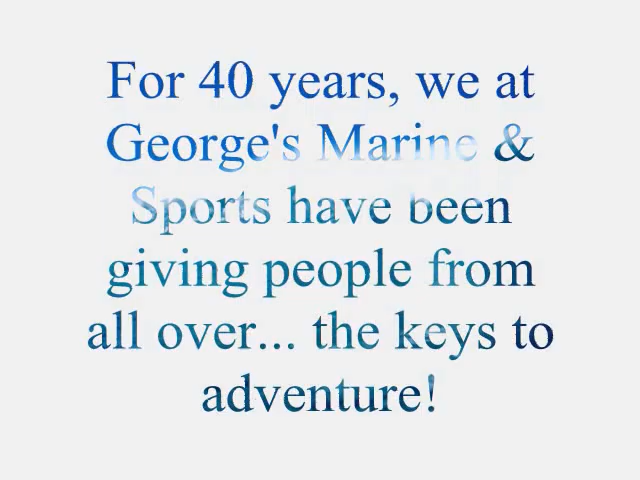 For 40 years, we at
George's Marine &
Sports have been
giving people from
all over... the keys to
adventure!